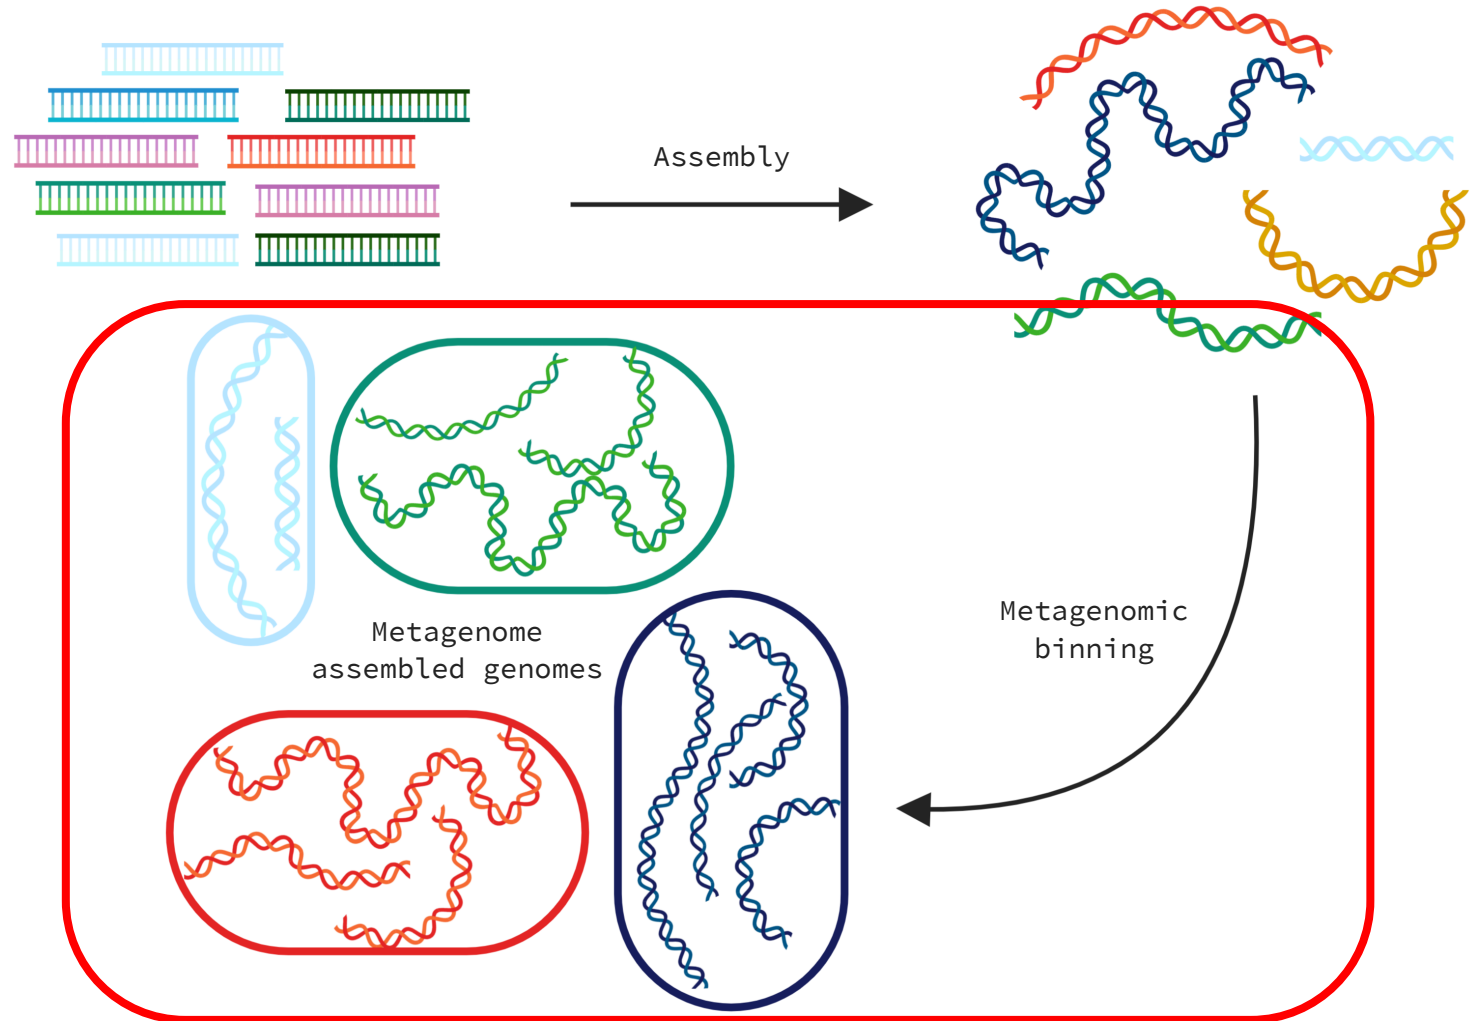 Assembly
Metagenomic
binning
Metagenome
assembled genomes